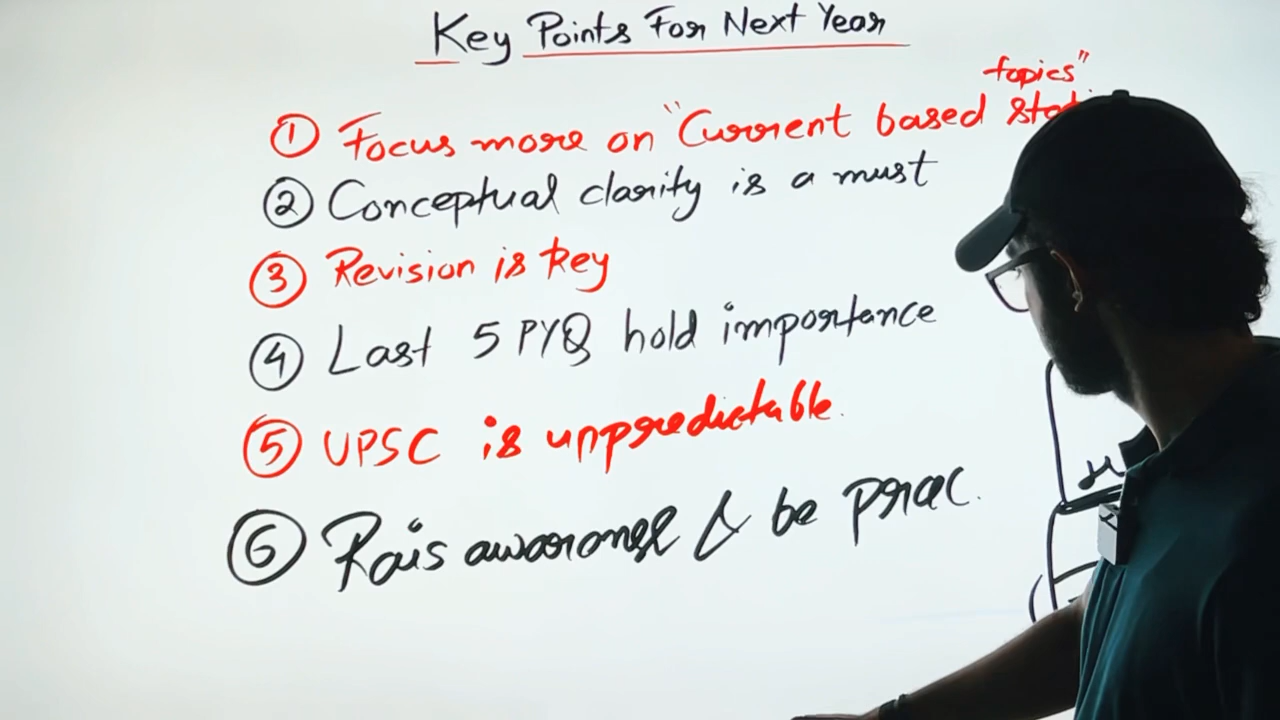 Key Points For Next Year
topics"
① Focus more on "Current based
② Conceptual clarity is a must
③ Revision is key
④ Last 5 PYQ hold importance
⑤ UPSC is unpredictable.
⑥ Rais & be prac.